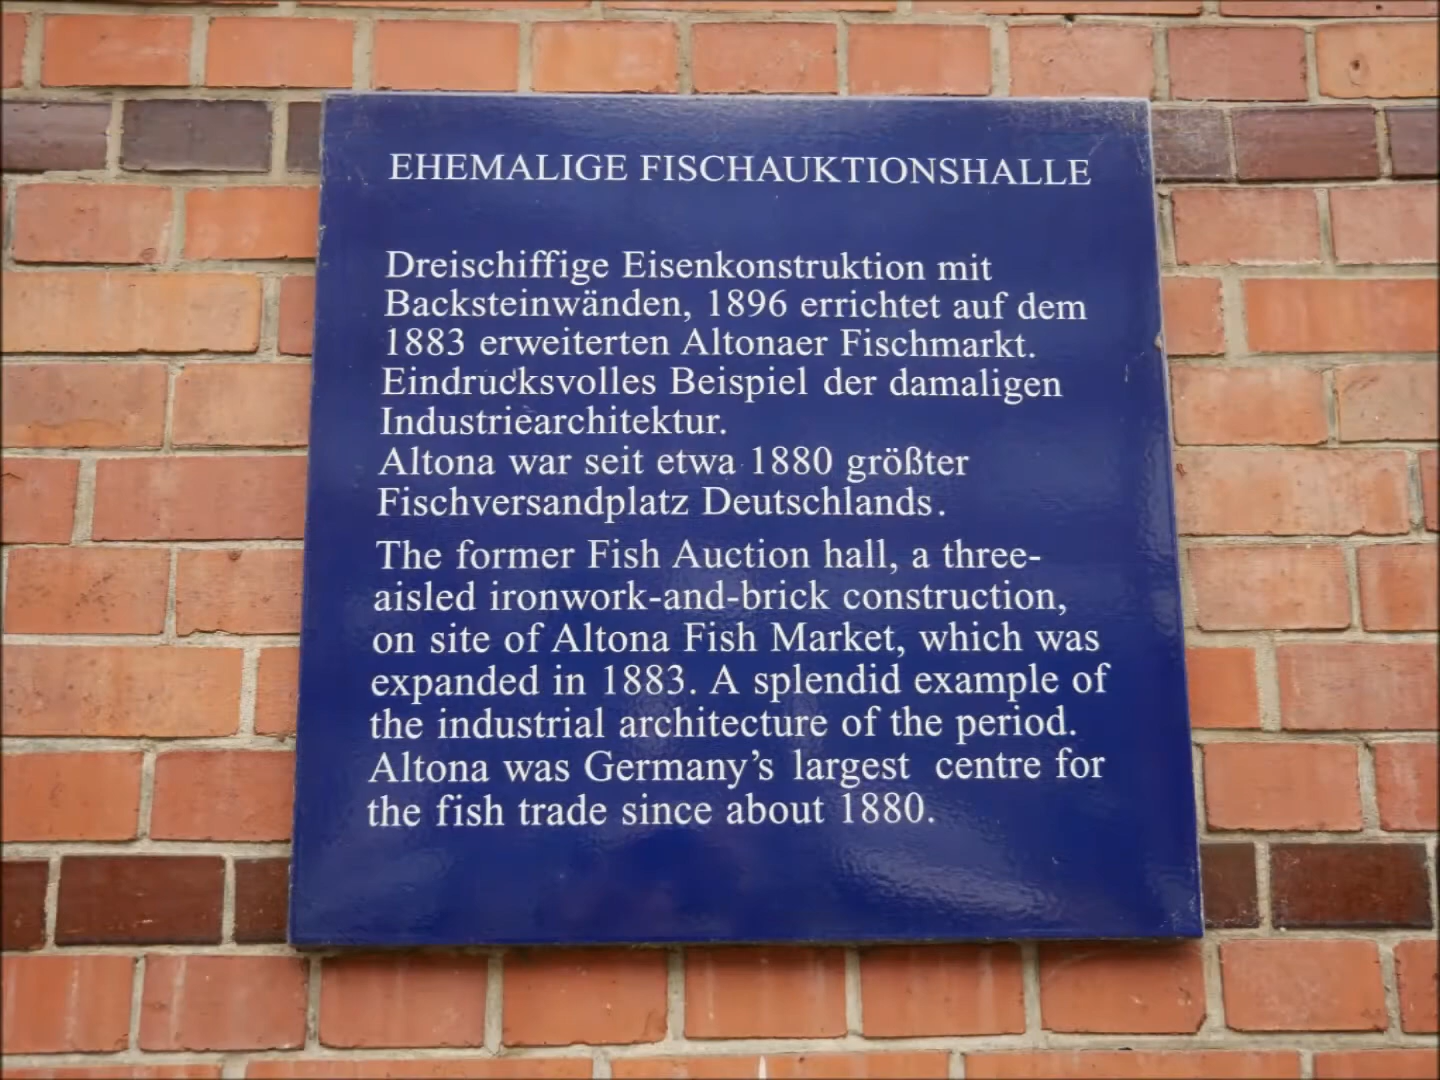 EHEMALIGE FISCHAUKTIONSHALLE
Dreischiffige Eisenkonstruktion mit
Backsteinwänden, 1896 errichtet auf dem
1883 erweiterten Altonaer Fischmarkt.
Eindrucksvolles Beispiel der damaligen
Industriearchitektur.
Altona war seit etwa 1880 größter
Fischversandplatz Deutschlands.
The former Fish Auction hall, a three-
aisled ironwork-and-brick construction,
on site of Altona Fish Market, which was
expanded in 1883. A splendid example of
the industrial architecture of the period.
Altona was Germany’s largest centre for
the fish trade since about 1880.